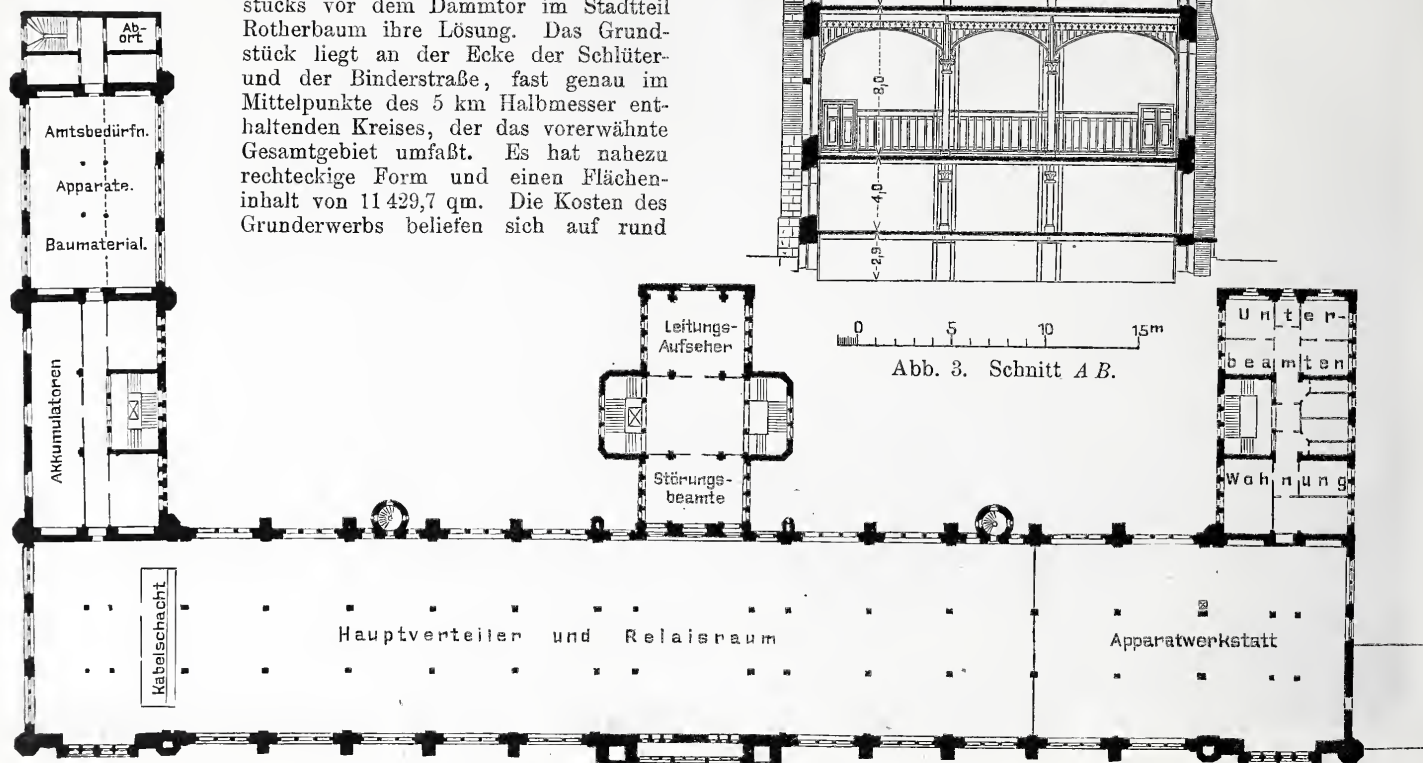 stücks vor dem Dammtor im Stadtteil
Rotherbaum ihre Lösung. Das Grund-
stück liegt an der Ecke der Schlüter-
und der Binderstraße, fast genau im
Mittelpunkte des 5 km Halbmesser ent-
haltenden Kreises, der das vorerwähnte
Gesamtgebiet umfaßt. Es hat nahezu
rechteckige Form und einen Flächen-
inhalt von 11 429,7 qm. Die Kosten des
Grunderwerbs beliefen sich auf rund
8,0
4,0
2,9
0 5 10 15m
Abb. 3. Schnitt A B.
Ab-
ort
Amtsbedürfn.
Apparate.
Baumaterial.
Akkumulatoren
Leitungs-
Aufseher
Störungs-
beamte
Unter-
beamten
Wohnung
Kabelschacht
Hauptverteiler und Relaisraum
Apparatwerkstatt